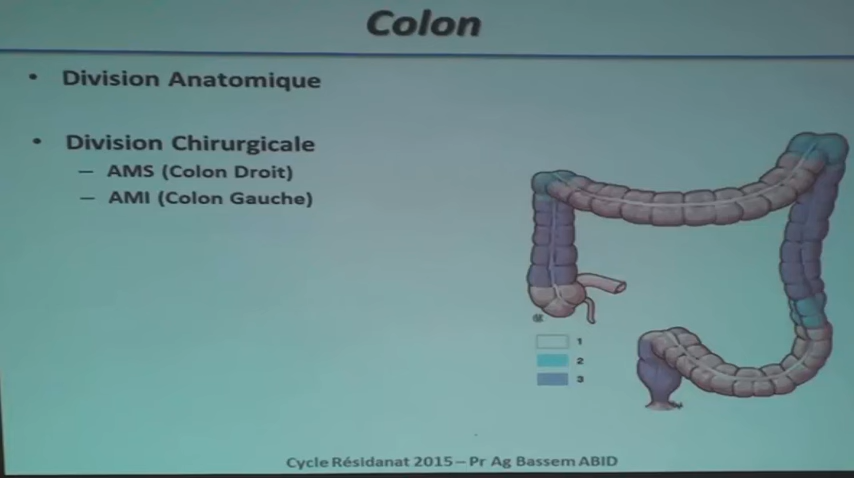 Colon
• Division Anatomique
• Division Chirurgicale
– AMS (Colon Droit)
– AMI (Colon Gauche)
1
2
3
Cycle Résidanat 2015 – Pr Ag Bassem ABID